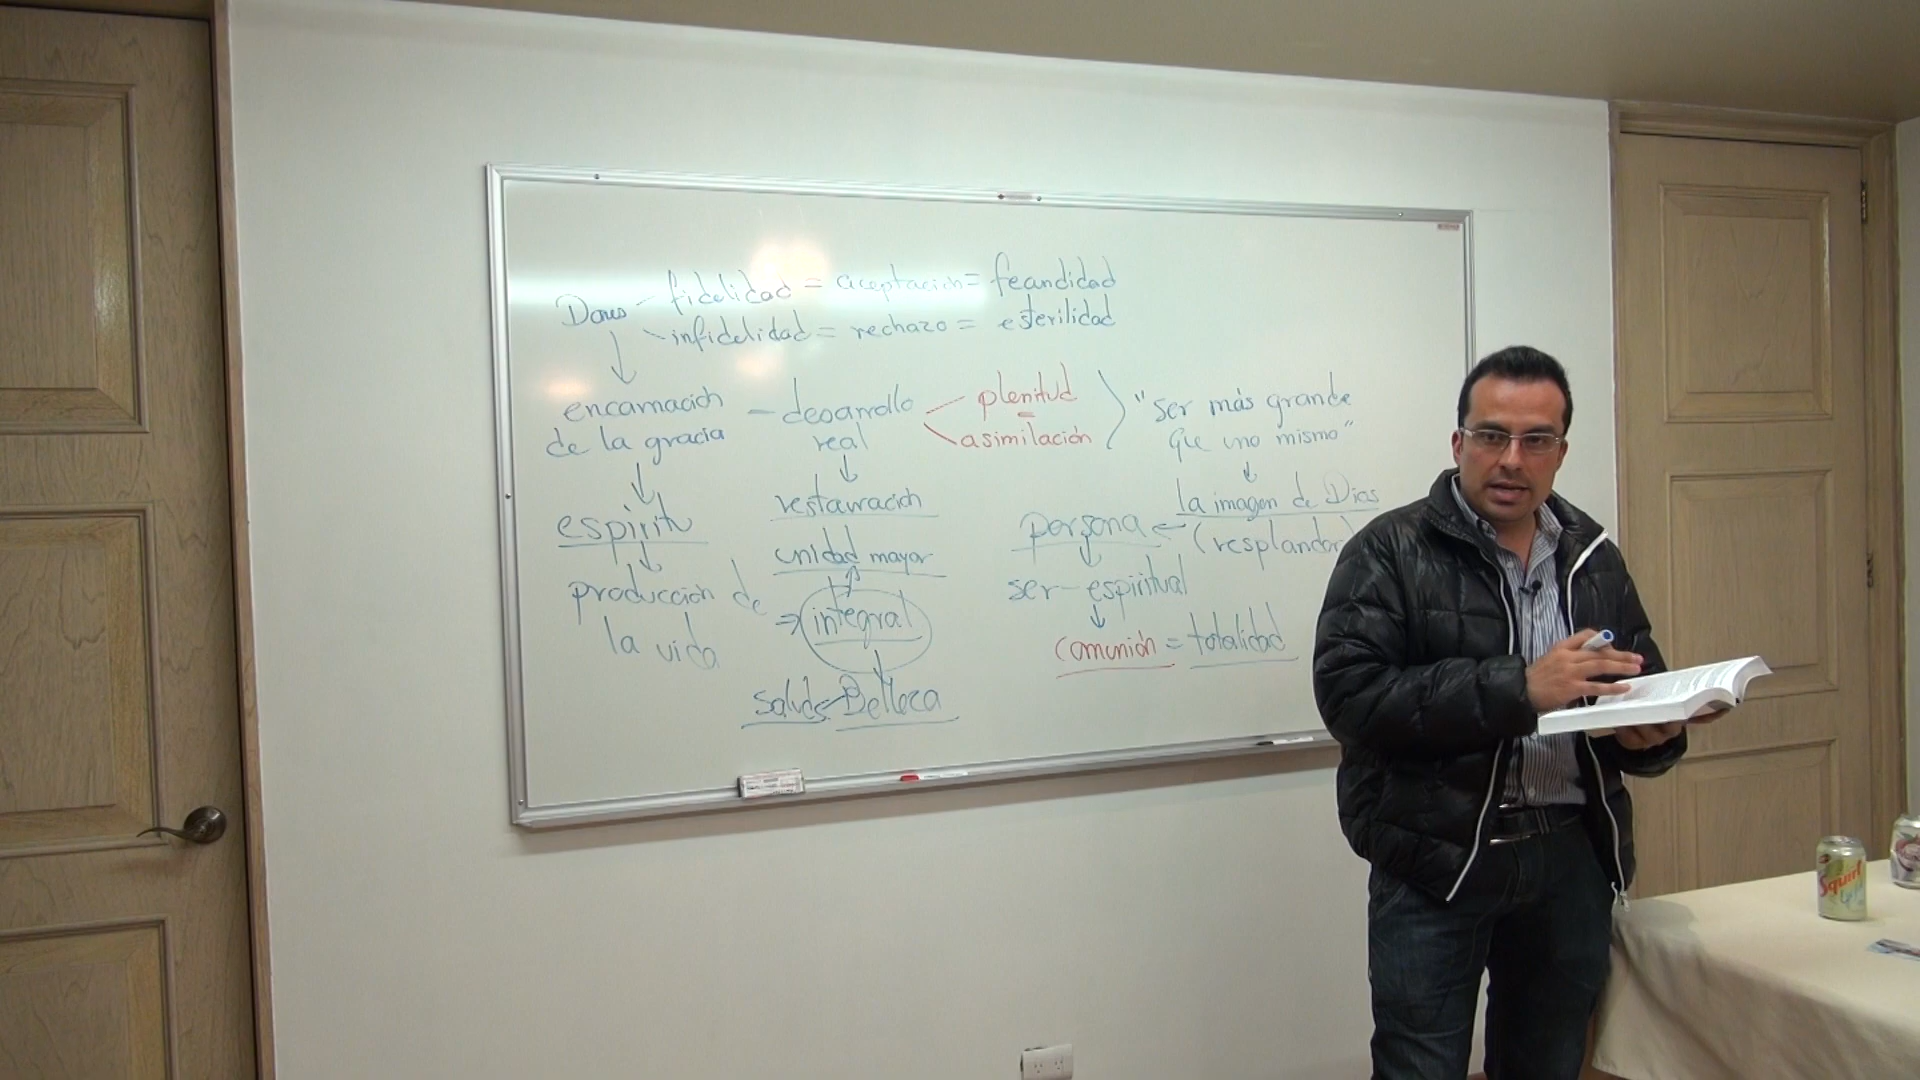 Dones fidelidad = aceptación = fecundidad
infidelidad = rechazo = esterilidad
encarnación
de la gracia
- desarrollo
real
plenitud
=
asimilación
"ser más grande
que uno mismo"
espíritu
producción de
la vida
restauración
unidad mayor
⇒ integral
salud Belleza
la imagen de Dios
(resplandor)
persona
ser-espiritual
comunión = totalidad
Squirt